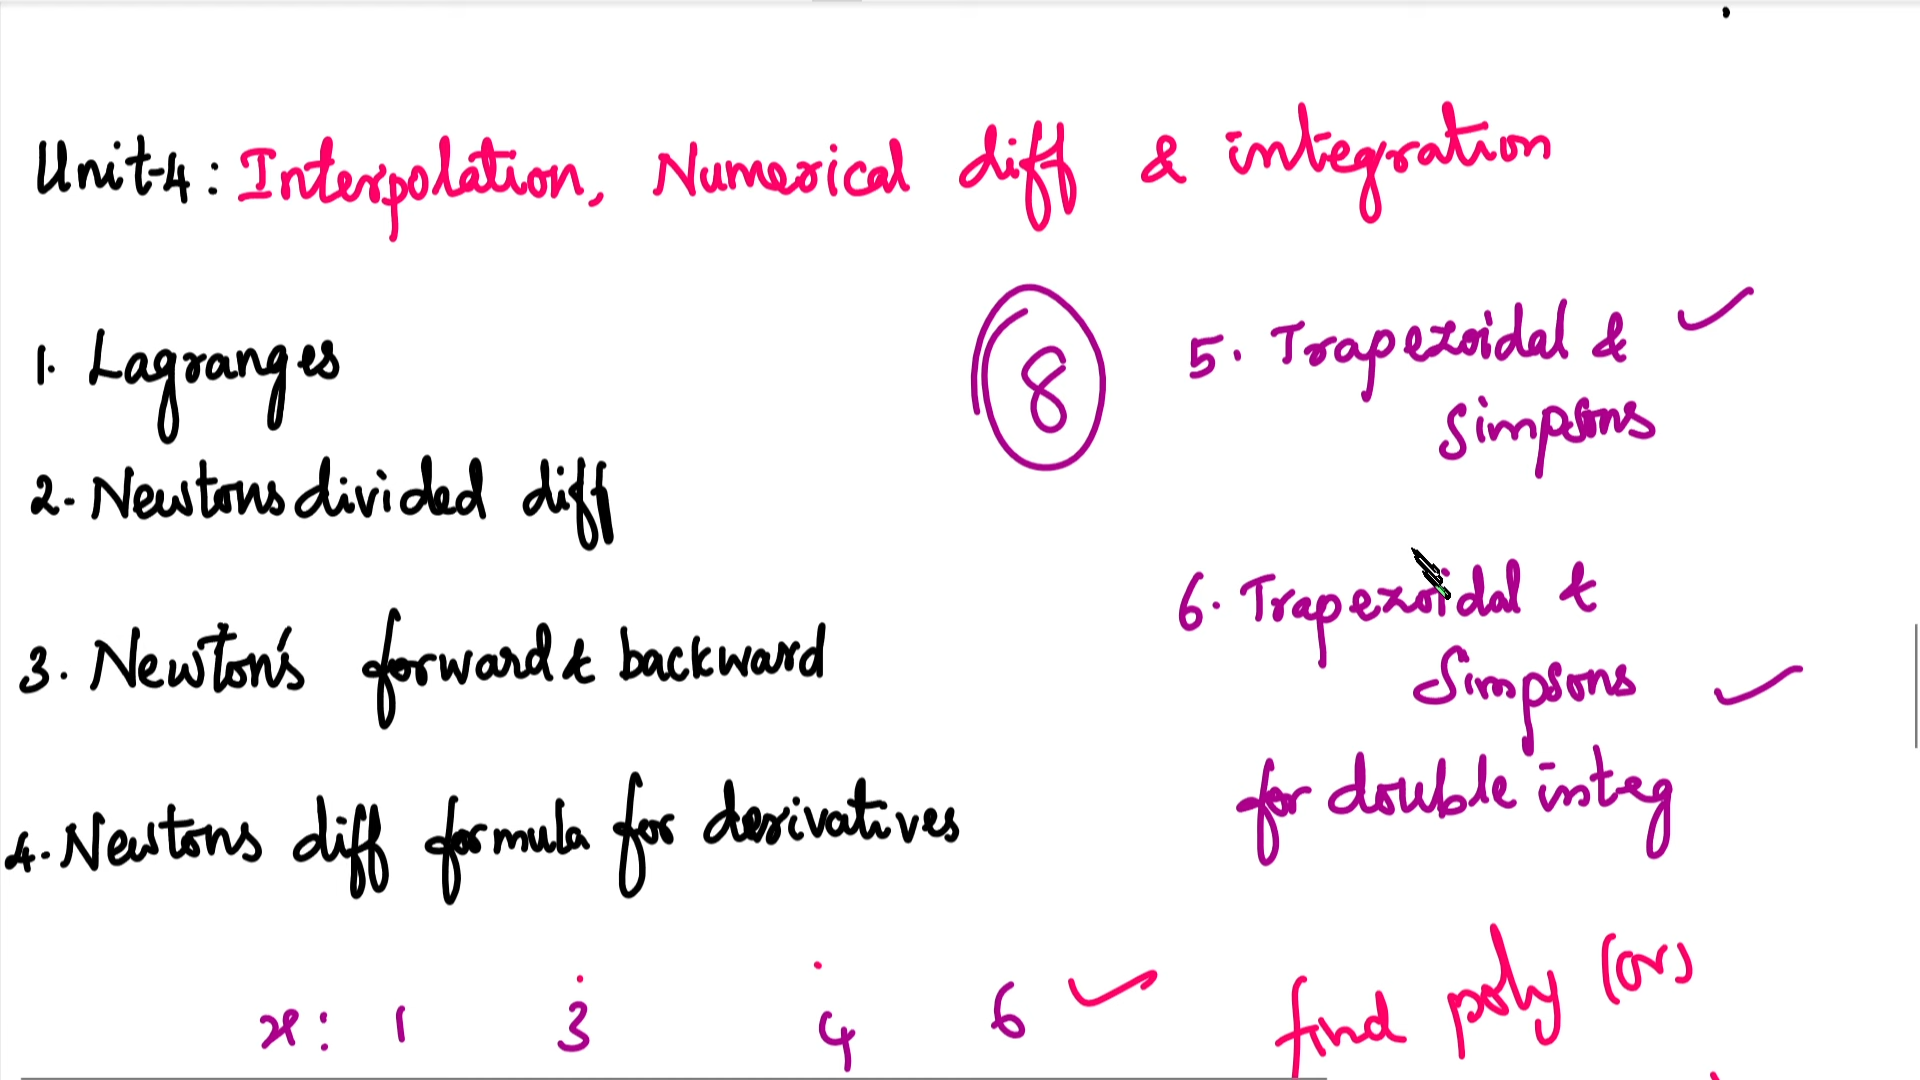 Unit-4: Interpolation, Numerical diff & integration
1. Lagranges
2. Newtons divided diff
3. Newton's forward & backward
4. Newtons diff formula for derivatives
8
5. Trapezoidal &
Simpsons
6. Trapezoidal &
Simpsons
for double integ
x: 1 3 4 6
find poly (or)